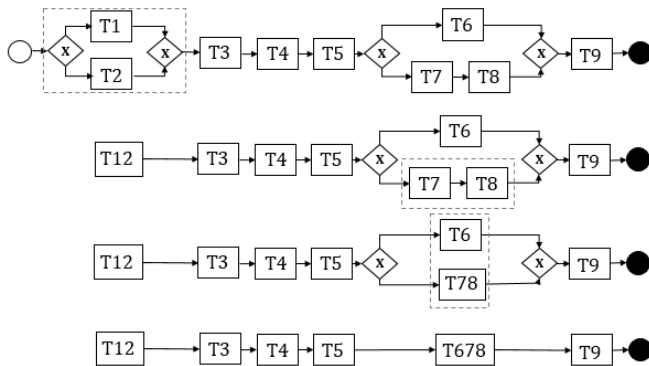 T1
x x T3 T4 T5 x T6 x T9
T2 T7 T8
T6
T12 T3 T4 T5 x x T9
T7 T8
T6
T12 T3 T4 T5 x x T9
T78
T12 T3 T4 T5 T678 T9